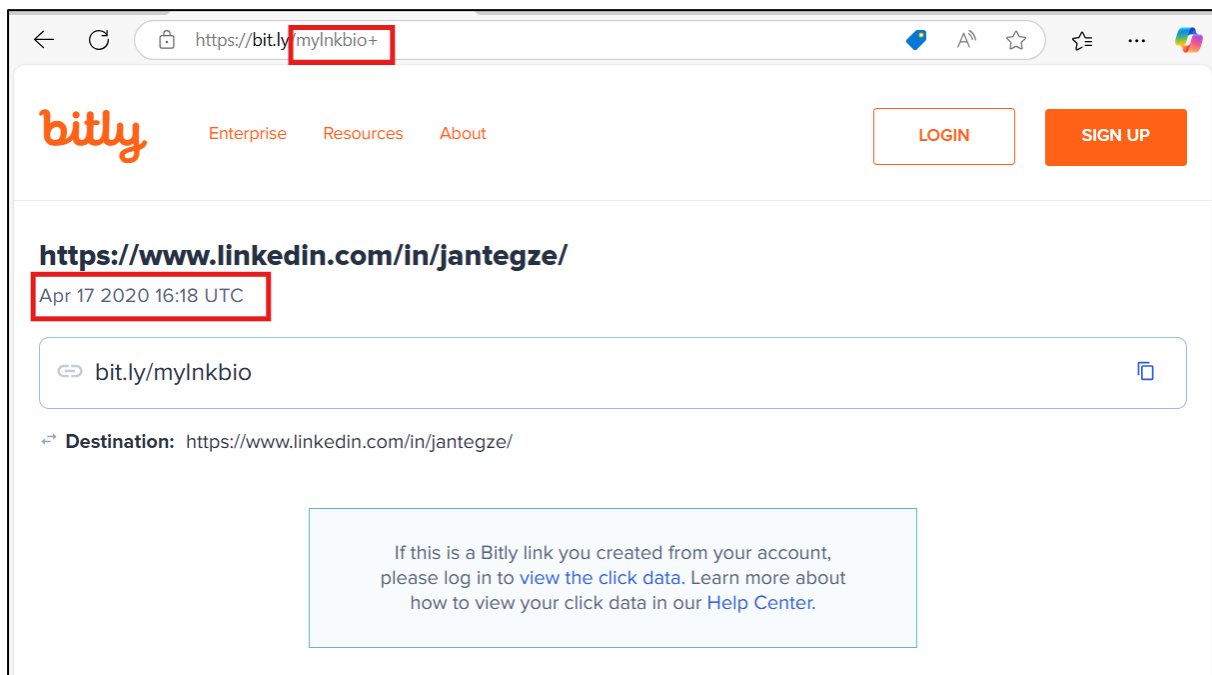 https://bit.ly/mylnkbio+
bitly
Enterprise Resources About LOGIN SIGN UP
https://www.linkedin.com/in/jantegze/
Apr 17 2020 16:18 UTC
bit.ly/mylnkbio
Destination: https://www.linkedin.com/in/jantegze/
If this is a Bitly link you created from your account,
please log in to view the click data. Learn more about
how to view your click data in our Help Center.